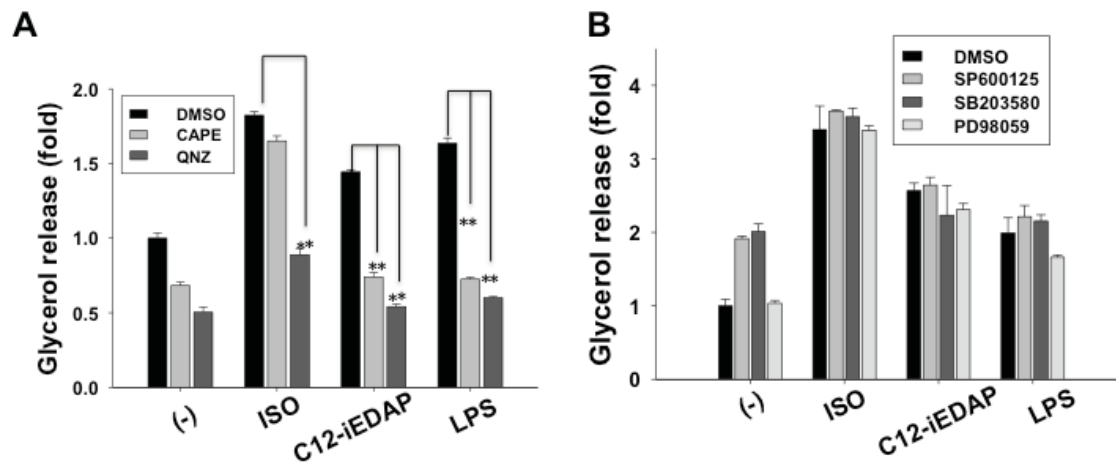 A
Glycerol release (fold)
2.0
1.5
1.0
0.5
0.0
DMSO
CAPE
QNZ
**
**
**
**
**
(-)
ISO
C12-iEDAP
LPS
B
Glycerol release (fold)
4
3
2
1
0
DMSO
SP600125
SB203580
PD98059
(-)
ISO
C12-iEDAP
LPS